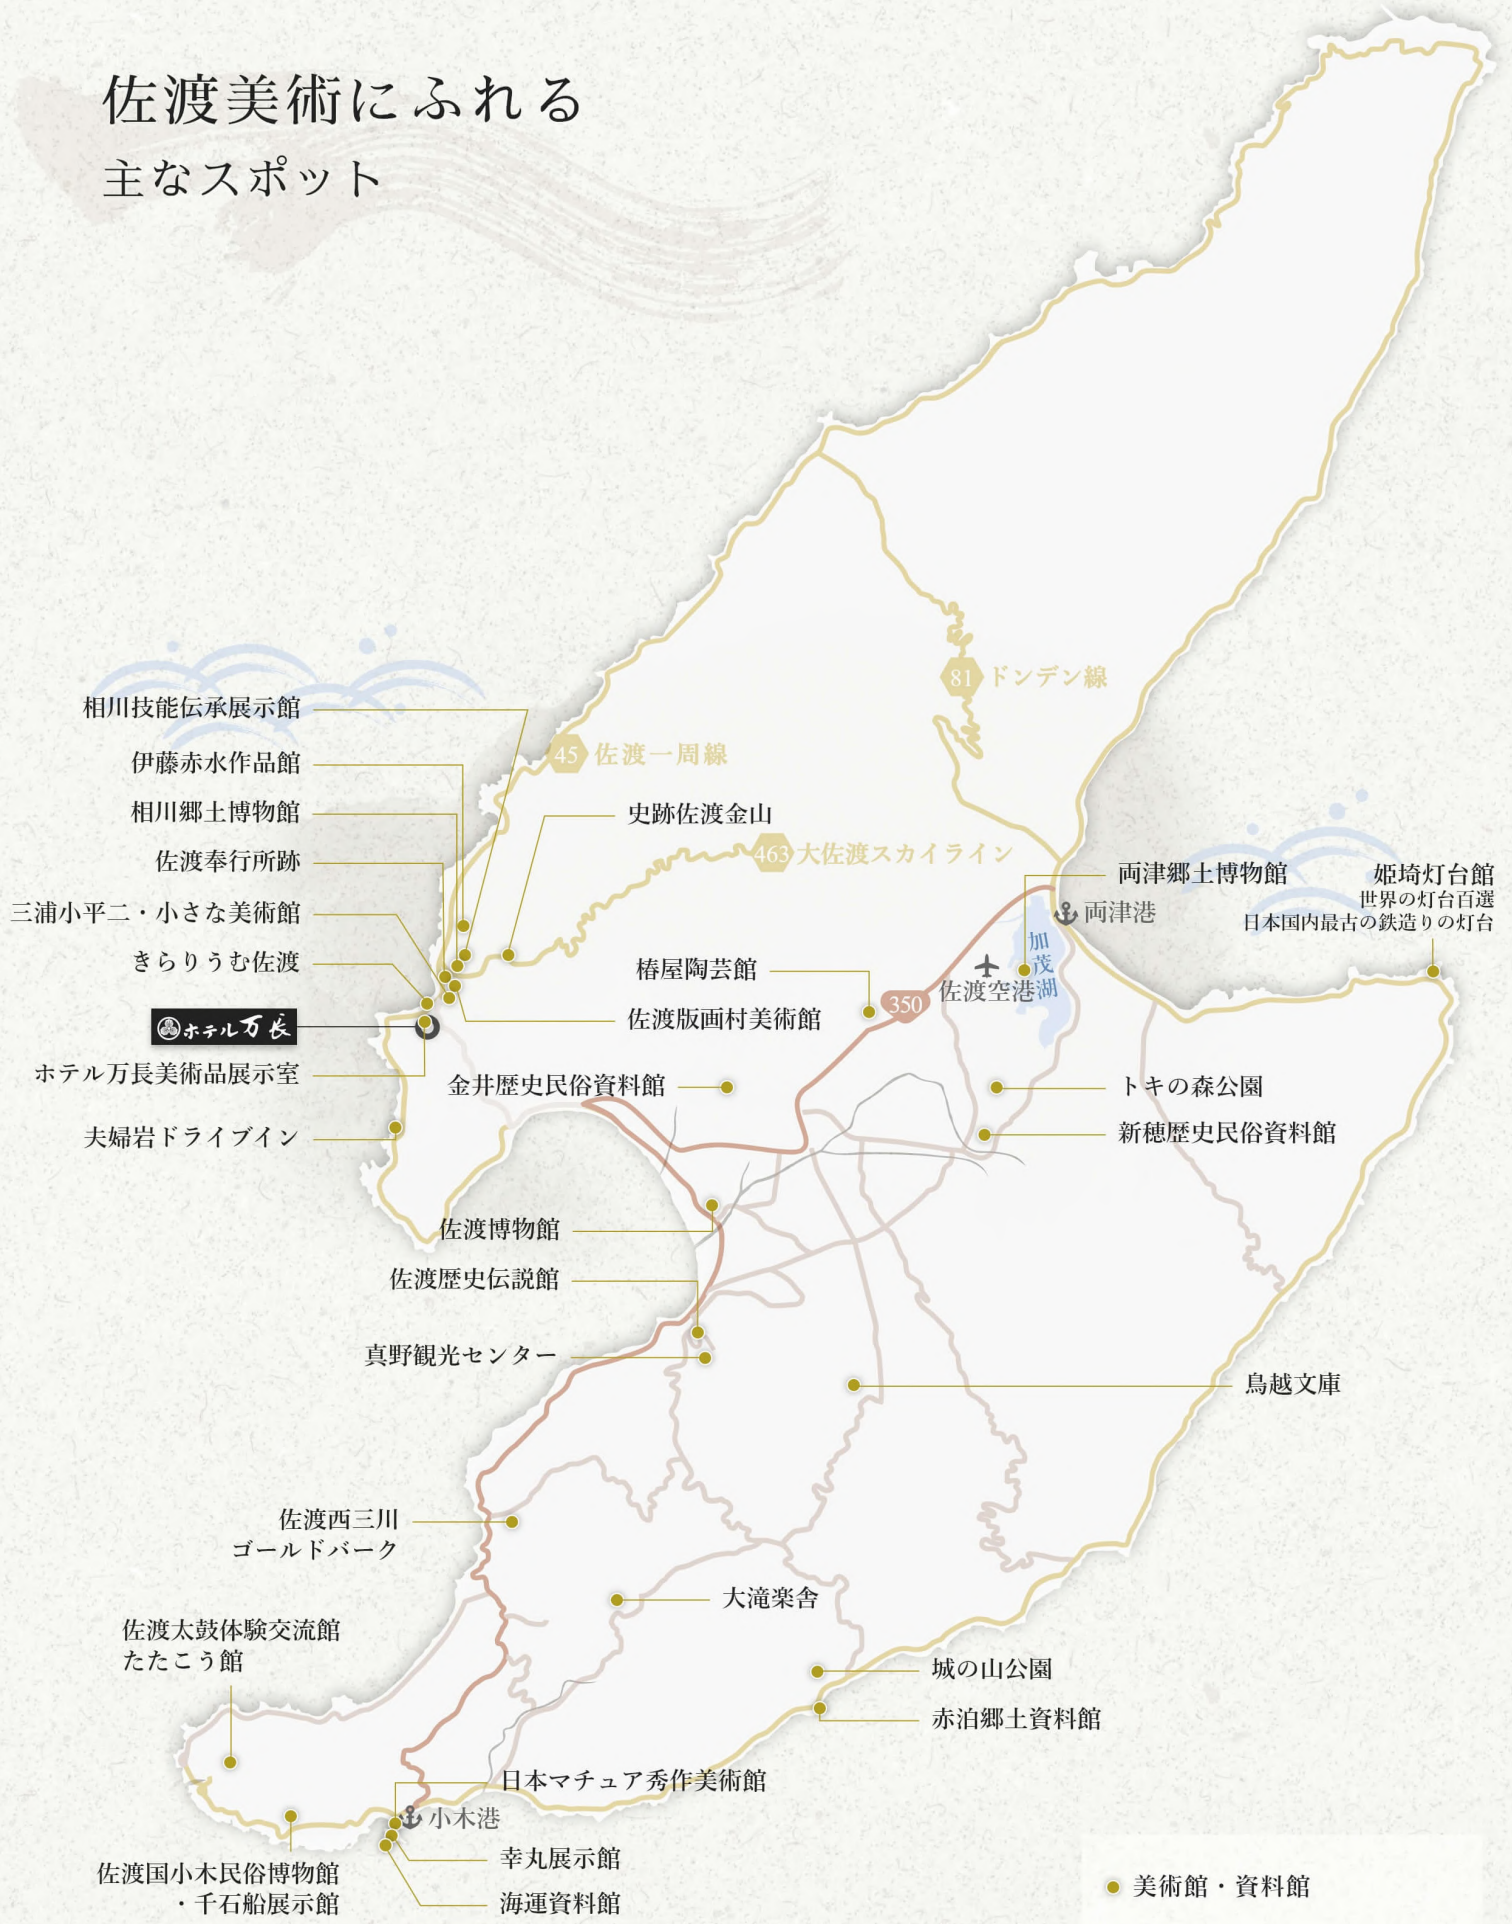 佐渡美術にふれる
主なスポット
相川技能伝承展示館
伊藤赤水作品館
相川郷土博物館
佐渡奉行所跡
三浦小平二・小さな美術館
きらりうむ佐渡
ホテル万長
ホテル万長美術品展示室
夫婦岩ドライブイン
45 佐渡一周線
史跡佐渡金山
463 大佐渡スカイライン
81 ドンデン線
両津郷土博物館
両津港
姫埼灯台館
世界の灯台百選
日本国内最古の鉄造りの灯台
加茂湖
佐渡空港
椿屋陶芸館
350
佐渡版画村美術館
金井歴史民俗資料館
トキの森公園
新穂歴史民俗資料館
佐渡博物館
佐渡歴史伝説館
真野観光センター
鳥越文庫
佐渡西三川
ゴールドバーク
大滝楽舎
佐渡太鼓体験交流館
たたこう館
城の山公園
赤泊郷土資料館
日本マチュア秀作美術館
小木港
幸丸展示館
海運資料館
佐渡国小木民俗博物館
・千石船展示館
美術館・資料館